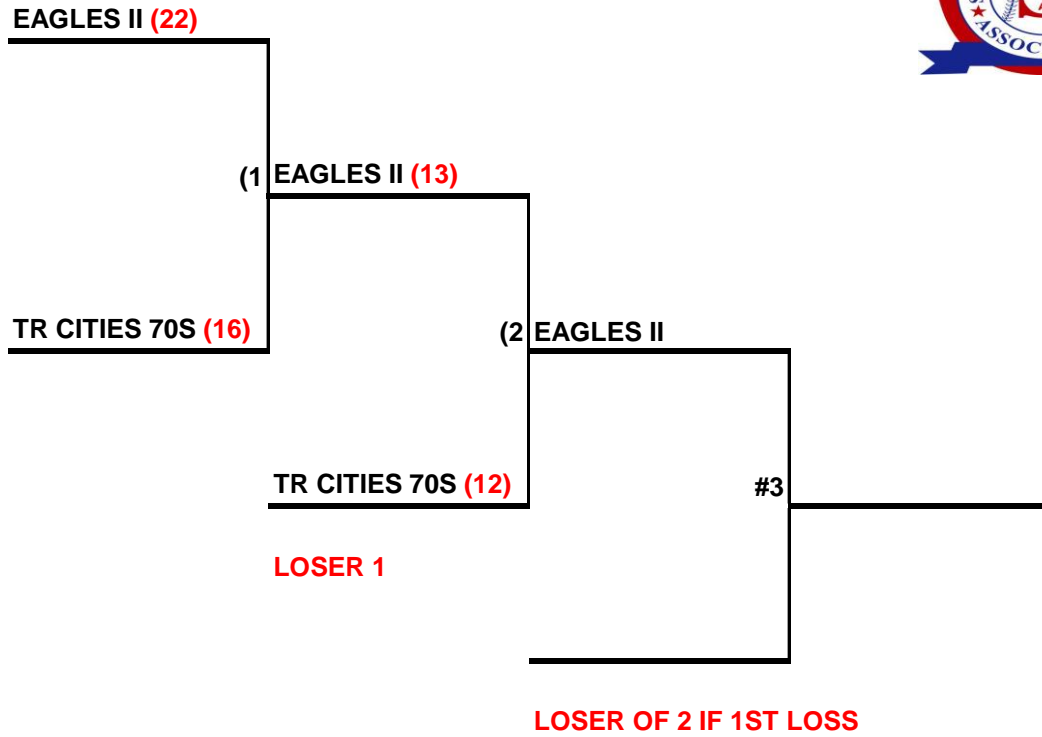 EAGLES II (22)
ASSOC
(1 EAGLES II (13)
TR CITIES 70S (16)
(2 EAGLES II
TR CITIES 70S (12)
#3
LOSER 1
LOSER OF 2 IF 1ST LOSS